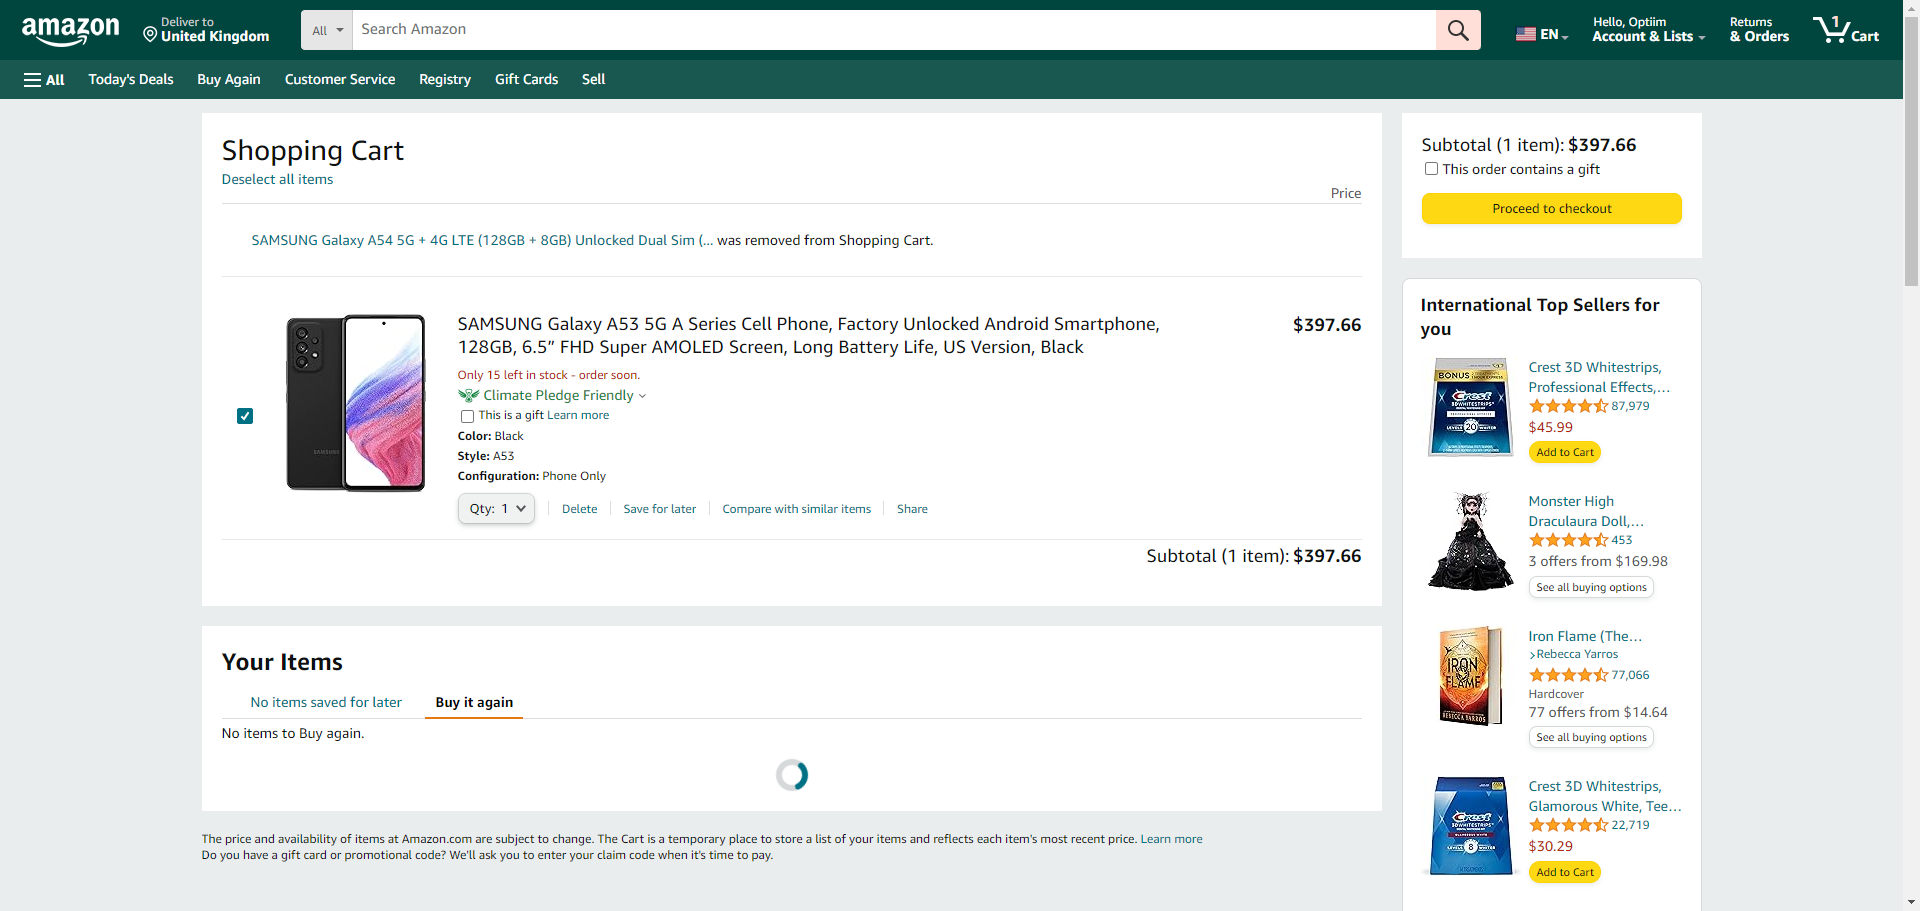 amazon
Deliver to
United Kingdom
All
Search Amazon
EN
Hello, Optiim
Account & Lists
Returns
& Orders
1
Cart
All
Today's Deals
Buy Again
Customer Service
Registry
Gift Cards
Sell
Shopping Cart
Deselect all items
Price
SAMSUNG Galaxy A54 5G + 4G LTE (128GB + 8GB) Unlocked Dual Sim (... was removed from Shopping Cart.
SAMSUNG Galaxy A53 5G A Series Cell Phone, Factory Unlocked Android Smartphone,
128GB, 6.5” FHD Super AMOLED Screen, Long Battery Life, US Version, Black
$397.66
Only 15 left in stock - order soon.
Climate Pledge Friendly
This is a gift Learn more
Color: Black
Style: A53
Configuration: Phone Only
Qty: 1
Delete
Save for later
Compare with similar items
Share
Subtotal (1 item): $397.66
Your Items
No items saved for later
Buy it again
No items to Buy again.
The price and availability of items at Amazon.com are subject to change. The Cart is a temporary place to store a list of your items and reflects each item's most recent price. Learn more
Do you have a gift card or promotional code? We'll ask you to enter your claim code when it's time to pay.
Subtotal (1 item): $397.66
This order contains a gift
Proceed to checkout
International Top Sellers for
you
BONUS
Crest
3DWHITESTRIPS
20
Crest 3D Whitestrips,
Professional Effects,...
87,979
$45.99
Add to Cart
Monster High
Draculaura Doll,...
453
3 offers from $169.98
See all buying options
IRON
FLAME
REBECCA YARROS
Iron Flame (The...
Rebecca Yarros
77,066
Hardcover
77 offers from $14.64
See all buying options
Crest
3DWHITESTRIPS
8
Crest 3D Whitestrips,
Glamorous White, Tee...
22,719
$30.29
Add to Cart